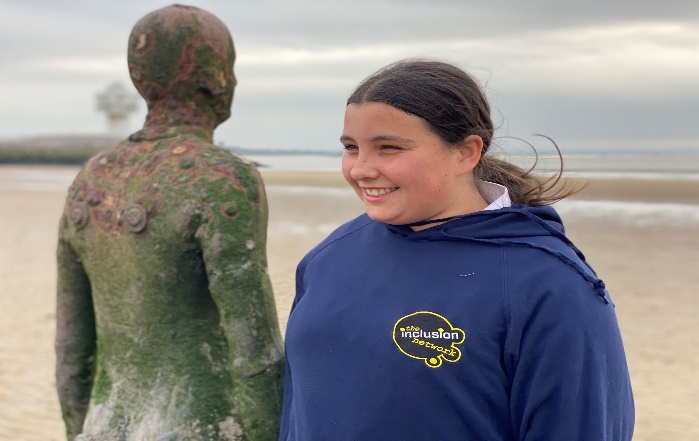 the
inclusion
network